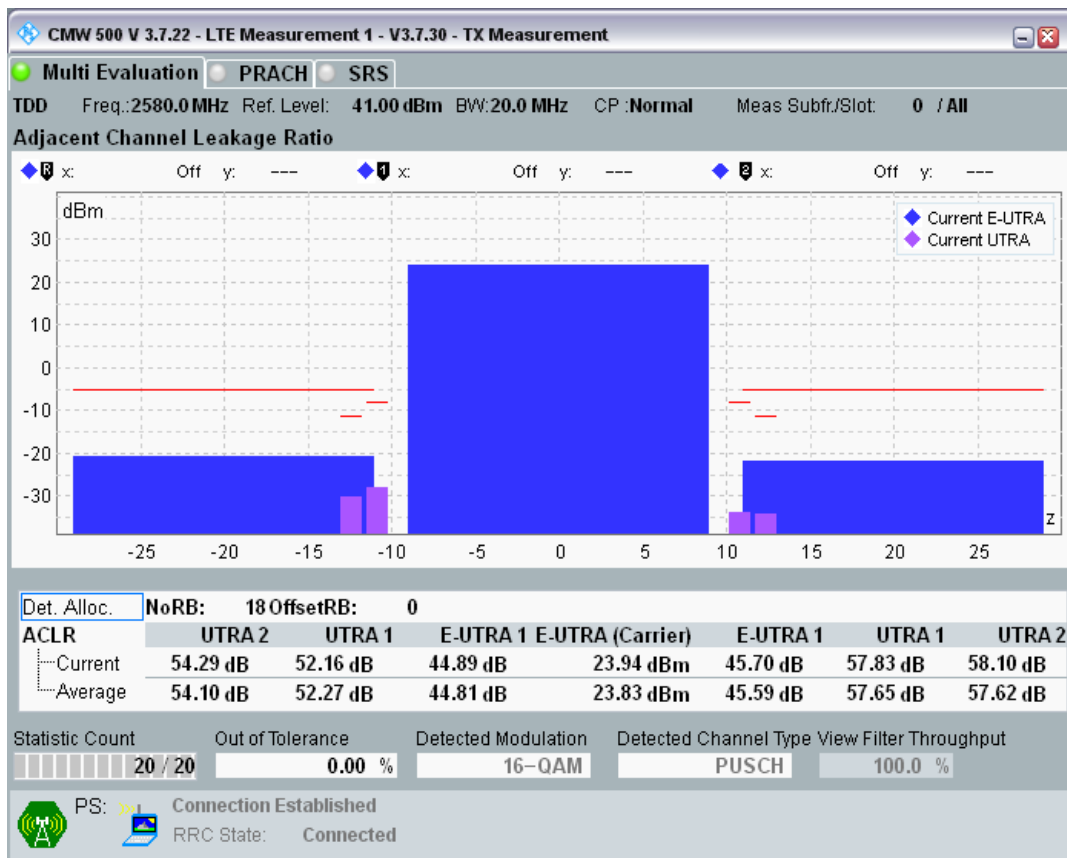 CMW 500 V 3.7.22 - LTE Measurement 1 - V3.7.30 - TX Measurement
Multi Evaluation PRACH SRS
TDD Freq.:2580.0 MHz Ref. Level: 41.00 dBm BW:20.0 MHz CP :Normal Meas Subfr./Slot: 0 / All
Adjacent Channel Leakage Ratio
R x: Off y: --- 1 x: Off y: --- 2 x: Off y: ---
dBm
Current E-UTRA
Current UTRA
30
20
10
0
-10
-20
-30
z
-25 -20 -15 -10 -5 0 5 10 15 20 25
Det. Alloc. NoRB: 18 OffsetRB: 0
ACLR UTRA 2 UTRA 1 E-UTRA 1 E-UTRA (Carrier) E-UTRA 1 UTRA 1 UTRA 2
Current 54.29 dB 52.16 dB 44.89 dB 23.94 dBm 45.70 dB 57.83 dB 58.10 dB
Average 54.10 dB 52.27 dB 44.81 dB 23.83 dBm 45.59 dB 57.65 dB 57.62 dB
Statistic Count Out of Tolerance Detected Modulation Detected Channel Type View Filter Throughput
20 / 20 0.00 % 16-QAM PUSCH 100.0 %
PS: Connection Established
RRC State: Connected